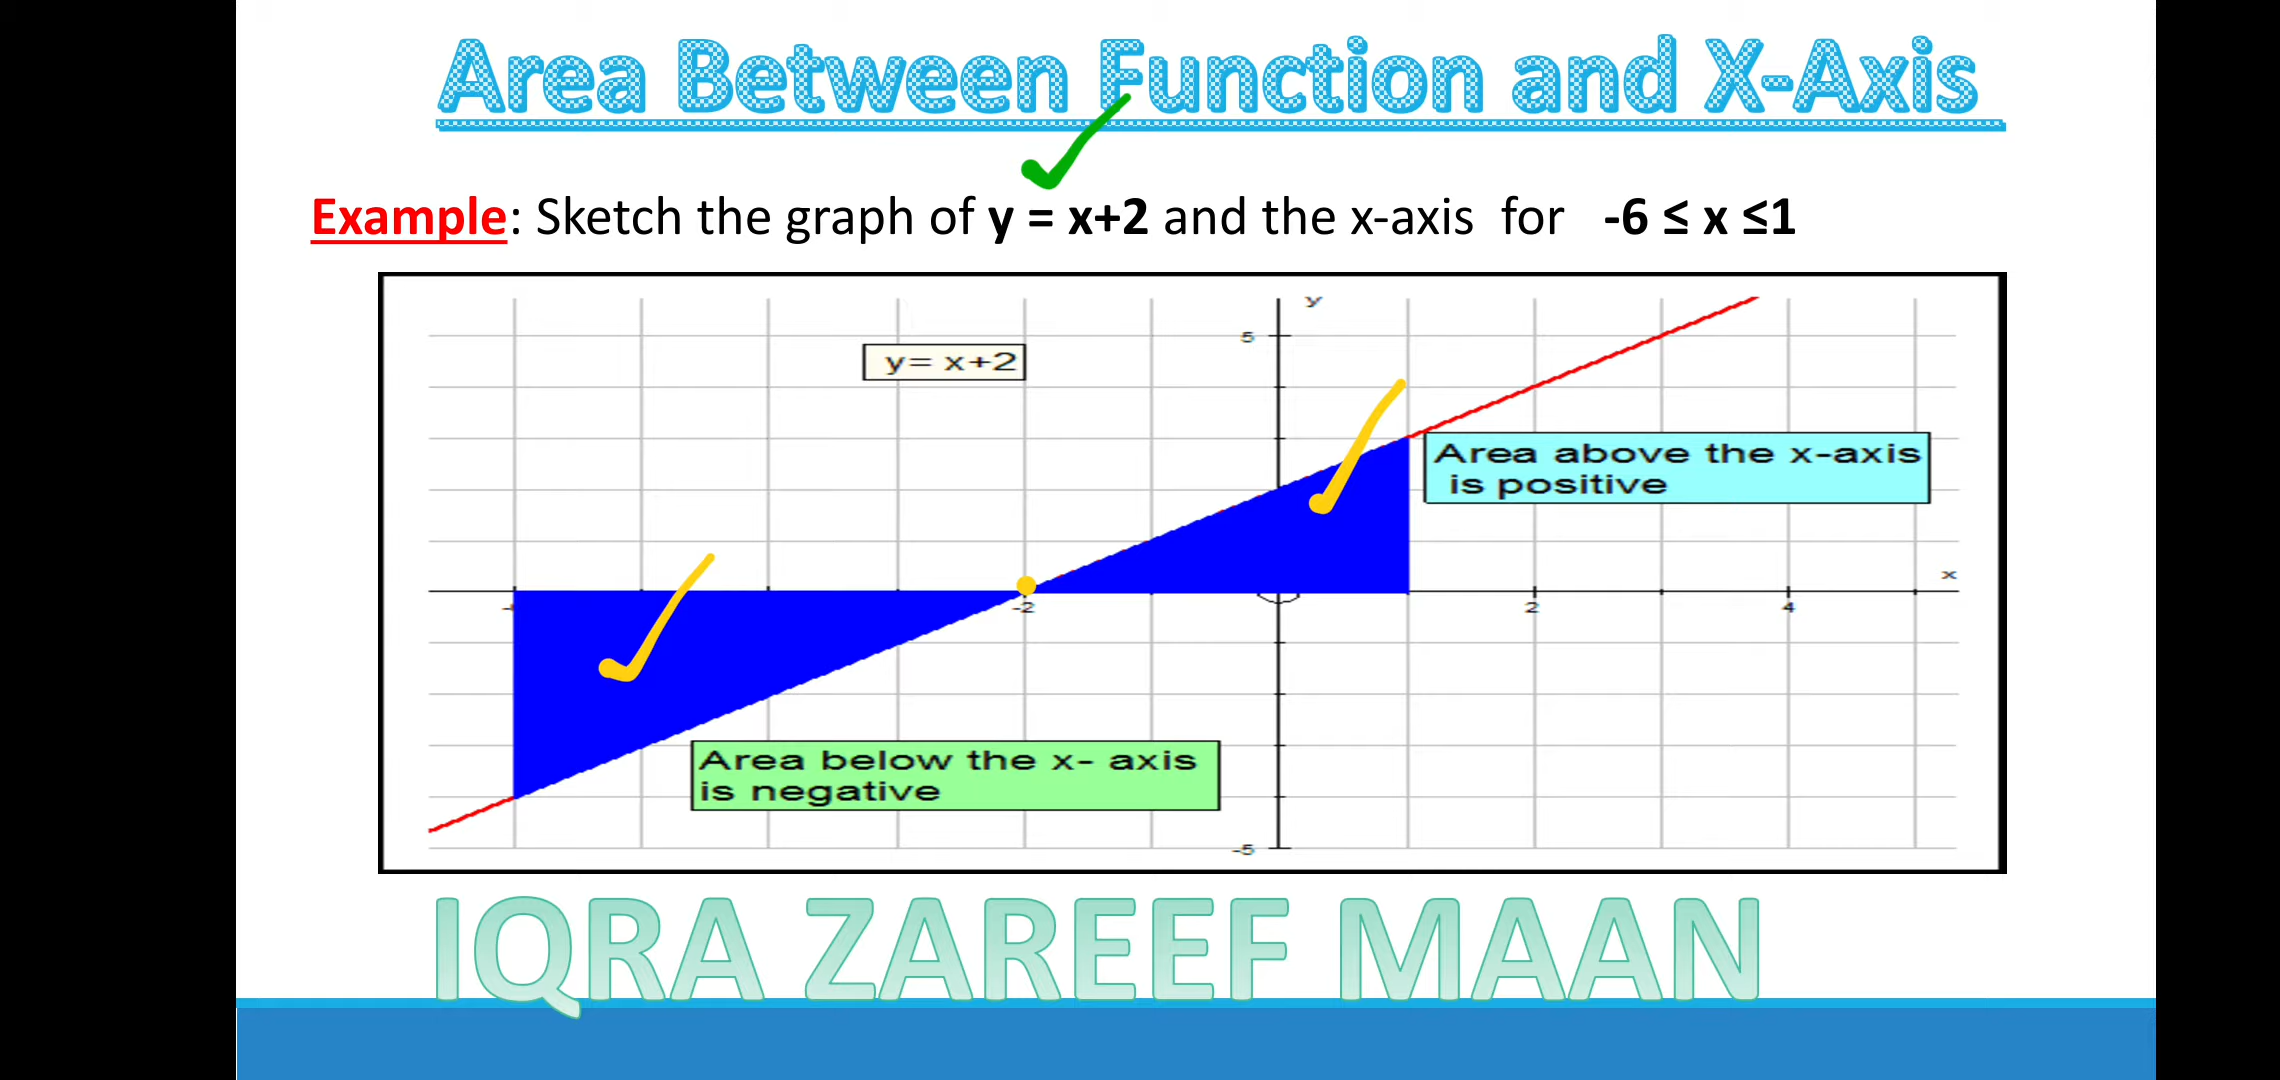 Area Between Function and X-Axis
Example: Sketch the graph of y = x+2 and the x-axis for -6 ≤ x ≤1
y
5
y= x+2
Area above the x-axis
is positive
x
-2
2
4
Area below the x- axis
is negative
-5
IQRA ZAREEF MAAN